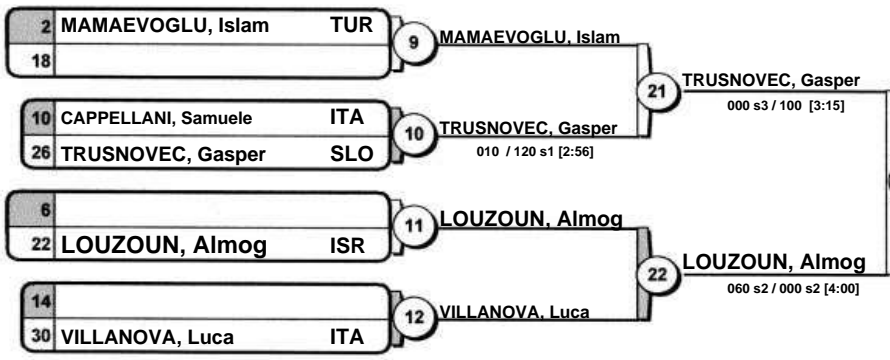 2 MAMAEVOGLU, Islam TUR
18
9 MAMAEVOGLU, Islam
10 CAPPELLANI, Samuele ITA
26 TRUSNOVEC, Gasper SLO
10 TRUSNOVEC, Gasper
010 / 120 s1 [2:56]
21 TRUSNOVEC, Gasper
000 s3 / 100 [3:15]
6
22 LOUZOUN, Almog ISR
11 LOUZOUN, Almog
14
30 VILLANOVA, Luca ITA
12 VILLANOVA, Luca
22 LOUZOUN, Almog
060 s2 / 000 s2 [4:00]